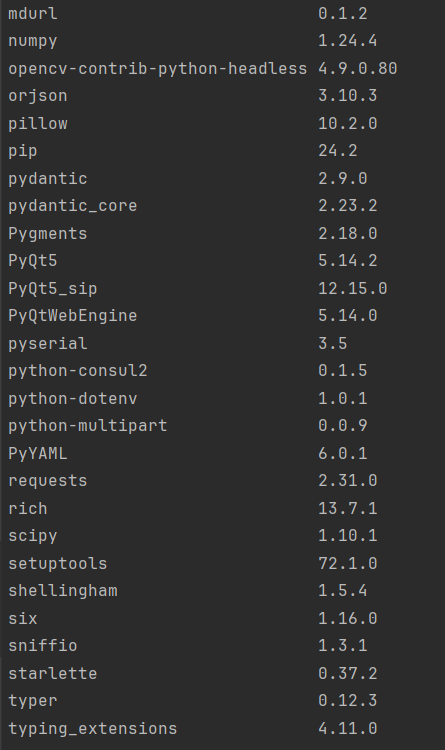 mdurl 0.1.2
numpy 1.24.4
opencv-contrib-python-headless 4.9.0.80
orjson 3.10.3
pillow 10.2.0
pip 24.2
pydantic 2.9.0
pydantic_core 2.23.2
Pygments 2.18.0
PyQt5 5.14.2
PyQt5_sip 12.15.0
PyQtWebEngine 5.14.0
pyserial 3.5
python-consul2 0.1.5
python-dotenv 1.0.1
python-multipart 0.0.9
PyYAML 6.0.1
requests 2.31.0
rich 13.7.1
scipy 1.10.1
setuptools 72.1.0
shellingham 1.5.4
six 1.16.0
sniffio 1.3.1
starlette 0.37.2
typer 0.12.3
typing_extensions 4.11.0